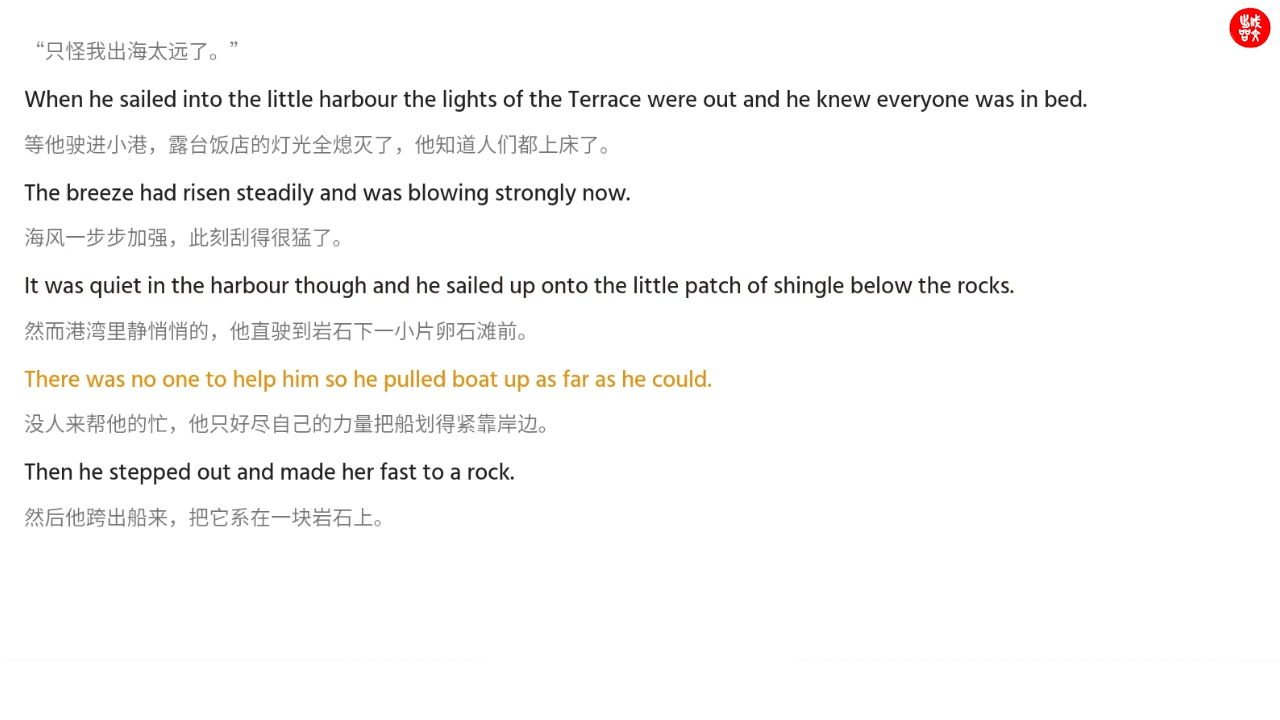 “只怪我出海太远了。”
When he sailed into the little harbour the lights of the Terrace were out and he knew everyone was in bed.
等他驶进小港，露台饭店的灯光全熄灭了，他知道人们都上床了。
The breeze had risen steadily and was blowing strongly now.
海风一步步加强，此刻刮得很猛了。
It was quiet in the harbour though and he sailed up onto the little patch of shingle below the rocks.
然而港湾里静悄悄的，他直驶到岩石下一小片卵石滩前。
There was no one to help him so he pulled boat up as far as he could.
没人来帮他的忙，他只好尽自己的力量把船划得紧靠岸边。
Then he stepped out and made her fast to a rock.
然后他跨出船来，把它系在一块岩石上。